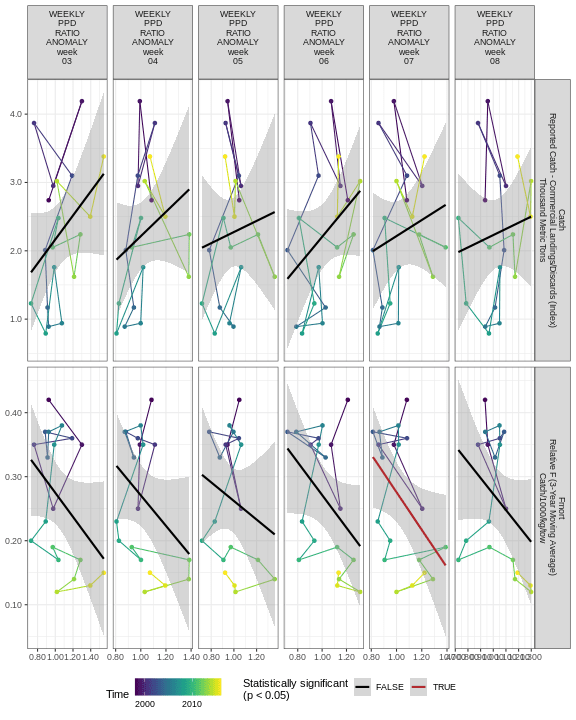 WEEKLY
PPD
RATIO
ANOMALY
week
03
WEEKLY
PPD
RATIO
ANOMALY
week
04
WEEKLY
PPD
RATIO
ANOMALY
week
05
WEEKLY
PPD
RATIO
ANOMALY
week
06
WEEKLY
PPD
RATIO
ANOMALY
week
07
WEEKLY
PPD
RATIO
ANOMALY
week
08
4.0
3.0
2.0
1.0
Catch
Reported Catch - Commercial Landings/Discards (Index)
Thousand Metric Tons
0.40
0.30
0.20
0.10
Fmort
Relative F (3-Year Moving Average)
Catch/1000/kg/tow
0.80 1.00 1.20 1.40
0.80 1.00 1.20 1.40
0.80 1.00 1.20
0.80 1.00 1.20
0.80 1.00 1.20
Time
2000 2010
Statistically significant
(p < 0.05)
FALSE
TRUE